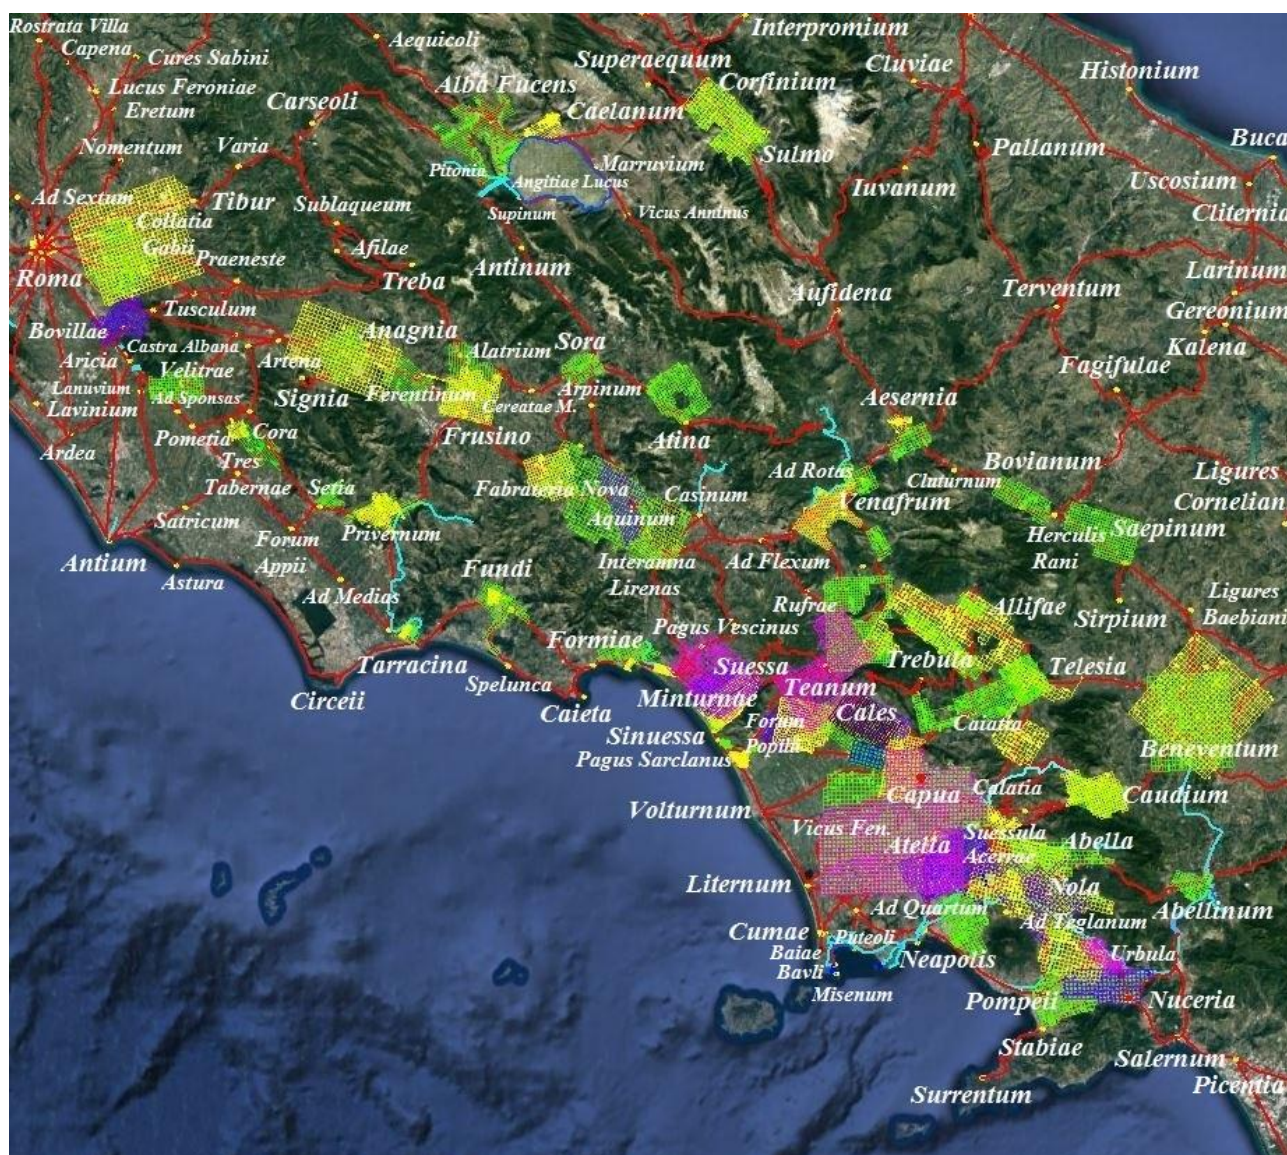 Rostrata Villa
Capena
Cures Sabini
Aequicoli
Interpromium
Superaequum
Cluviae
Histonium
Lucus Feroniae
Eretum
Carseoli
Alba Fucens
Corfinium
Caelanum
Nomentum
Varia
Sulmo
Pallanum
Buca
Pitonia
Marruvium
Angitiae Lucus
Iuvanum
Uscosium
Ad Sextum
Tibur
Sublaqueum
Supinum
Vicus Anninus
Cliternia
Collatia
Gabii
Praeneste
Afilae
Antinum
Larinum
Roma
Treba
Aufidena
Terventum
Gereonium
Tusculum
Bovillae
Anagnia
Kalena
Castra Albana
Artena
Alatrium
Sora
Aricia
Velitrae
Fagifulae
Lanuvium
Ad Sponsas
Signia
Ferentinum
Arpinum
Lavinium
Cereatae M.
Aesernia
Ardea
Pometia
Cora
Frusino
Atina
Tres
Tabernae
Setia
Fabrateria Nova
Casinum
Ad Rotas
Bovianum
Ligures
Cornelian
Cluturnum
Venafrum
Satricum
Privernum
Aquinum
Herculis
Rani
Saepinum
Antium
Forum
Appii
Astura
Fundi
Interamna
Lirenas
Ad Flexum
Ad Medias
Rufrae
Allifae
Sirpium
Ligures
Baebiani
Formiae
Pagus Vescinus
Tarracina
Suessa
Trebula
Telesia
Circeii
Spelunca
Minturnae
Teanum
Caieta
Cales
Forum
Popilii
Caiatia
Sinuessa
Beneventum
Pagus Sarclanus
Capua
Calatia
Caudium
Volturnum
Vicus Fen.
Suessula
Atella
Acerrae
Abella
Liternum
Nola
Ad Quartum
Abellinum
Ad Teglanum
Cumae
Puteoli
Baiae
Neapolis
Urbula
Bavli
Misenum
Pompeii
Nuceria
Stabiae
Salernum
Surrentum
Picentia